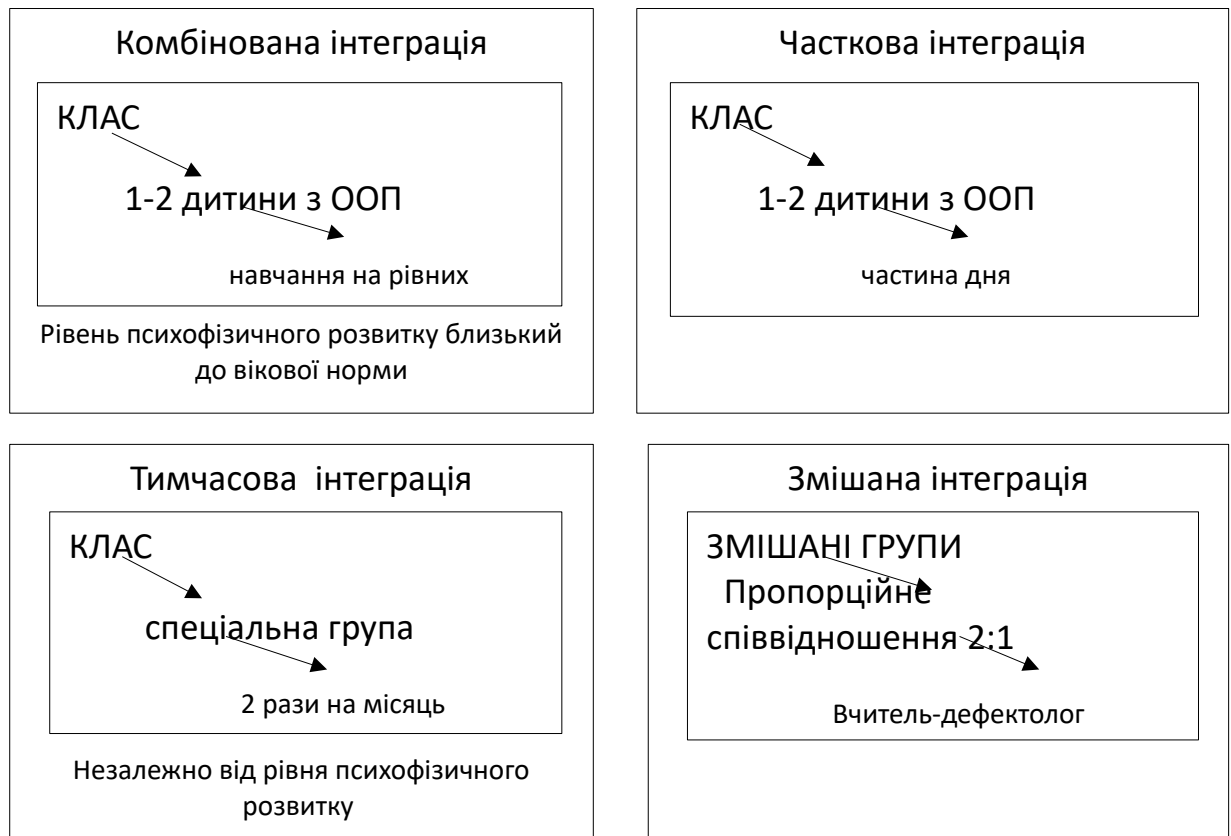 Комбінована інтеграція
КЛАС
1-2 дитини з ООП
навчання на рівних
Рівень психофізичного розвитку близький
до вікової норми
Часткова інтеграція
КЛАС
1-2 дитини з ООП
частина дня
Тимчасова інтеграція
КЛАС
спеціальна група
2 рази на місяць
Незалежно від рівня психофізичного
розвитку
Змішана інтеграція
ЗМІШАНІ ГРУПИ
Пропорційне
співвідношення 2:1
Вчитель-дефектолог